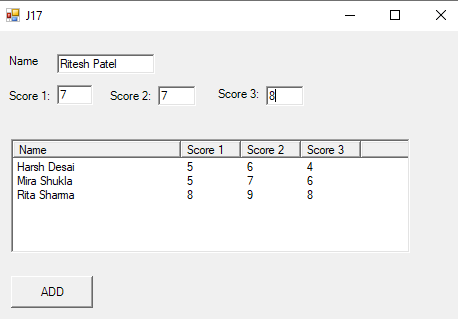 J17
Name Ritesh Patel
Score 1: 7 Score 2: 7 Score 3: 8
Name Score 1 Score 2 Score 3
Harsh Desai 5 6 4
Mira Shukla 5 7 6
Rita Sharma 8 9 8
ADD